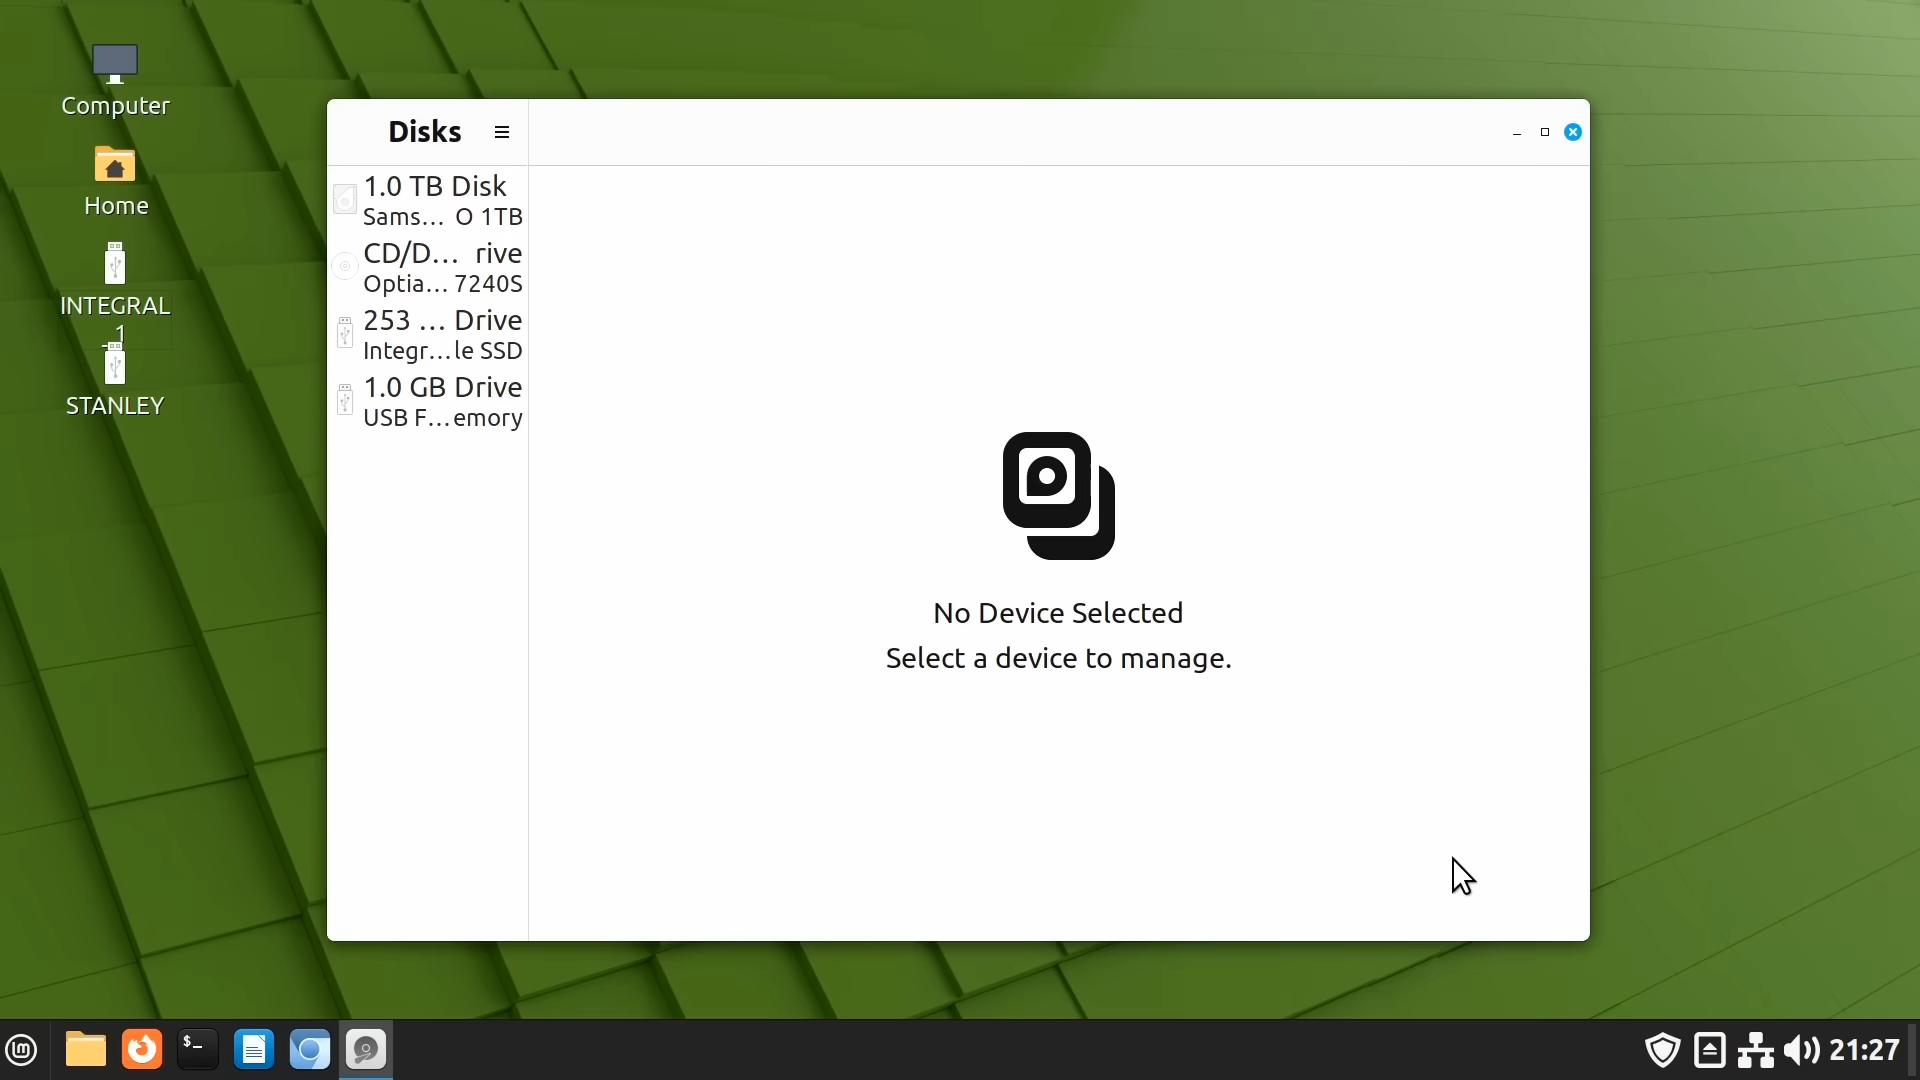 Computer
Home
INTEGRAL
1
STANLEY
Disks
1.0 TB Disk
Sams… O 1TB
CD/D… rive
Optia… 7240S
253 … Drive
Integr…le SSD
1.0 GB Drive
USB F…emory
No Device Selected
Select a device to manage.
$_
21:27